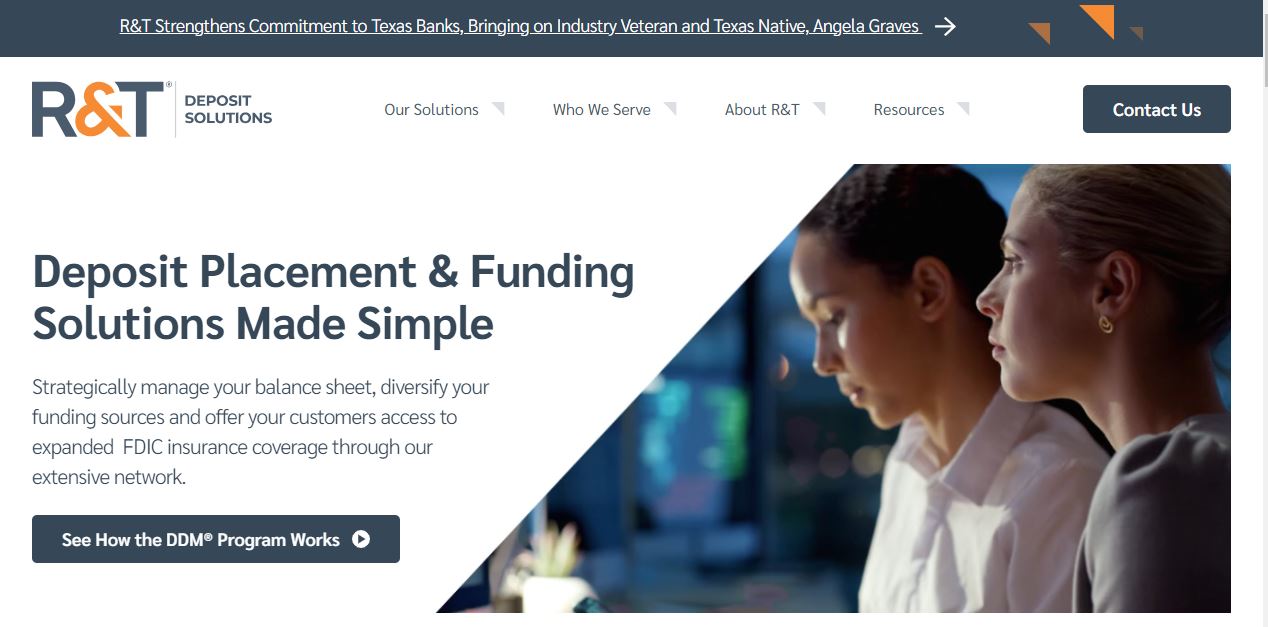 R&T Strengthens Commitment to Texas Banks, Bringing on Industry Veteran and Texas Native, Angela Graves
R&T® DEPOSIT
SOLUTIONS
Our Solutions Who We Serve About R&T Resources Contact Us
Deposit Placement & Funding
Solutions Made Simple
Strategically manage your balance sheet, diversify your
funding sources and offer your customers access to
expanded FDIC insurance coverage through our
extensive network.
See How the DDM® Program Works